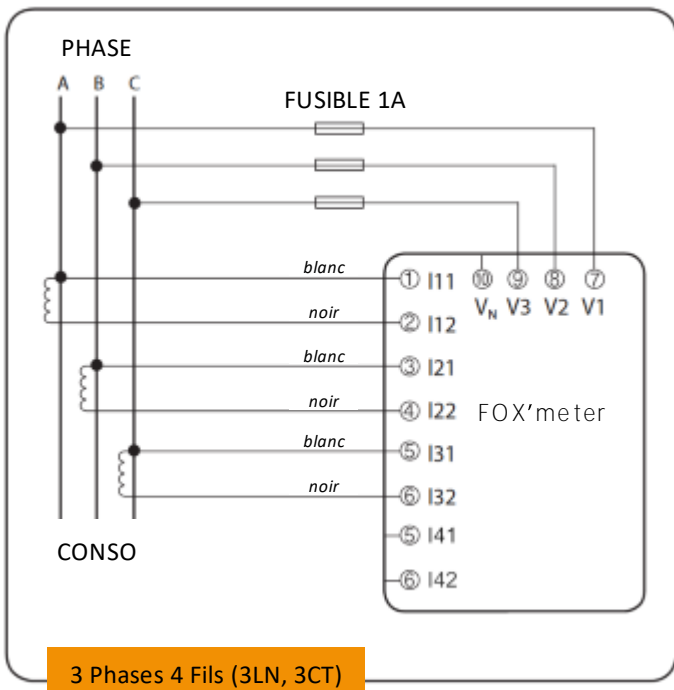 PHASE
A B C
FUSIBLE 1A
blanc
① I11
⑩ ⑨ ⑧ ⑦
VN V3 V2 V1
noir
② I12
blanc
③ I21
noir
④ I22
FOX'meter
blanc
⑤ I31
noir
⑥ I32
⑤ I41
CONSO
⑥ I42
3 Phases 4 Fils (3LN, 3CT)